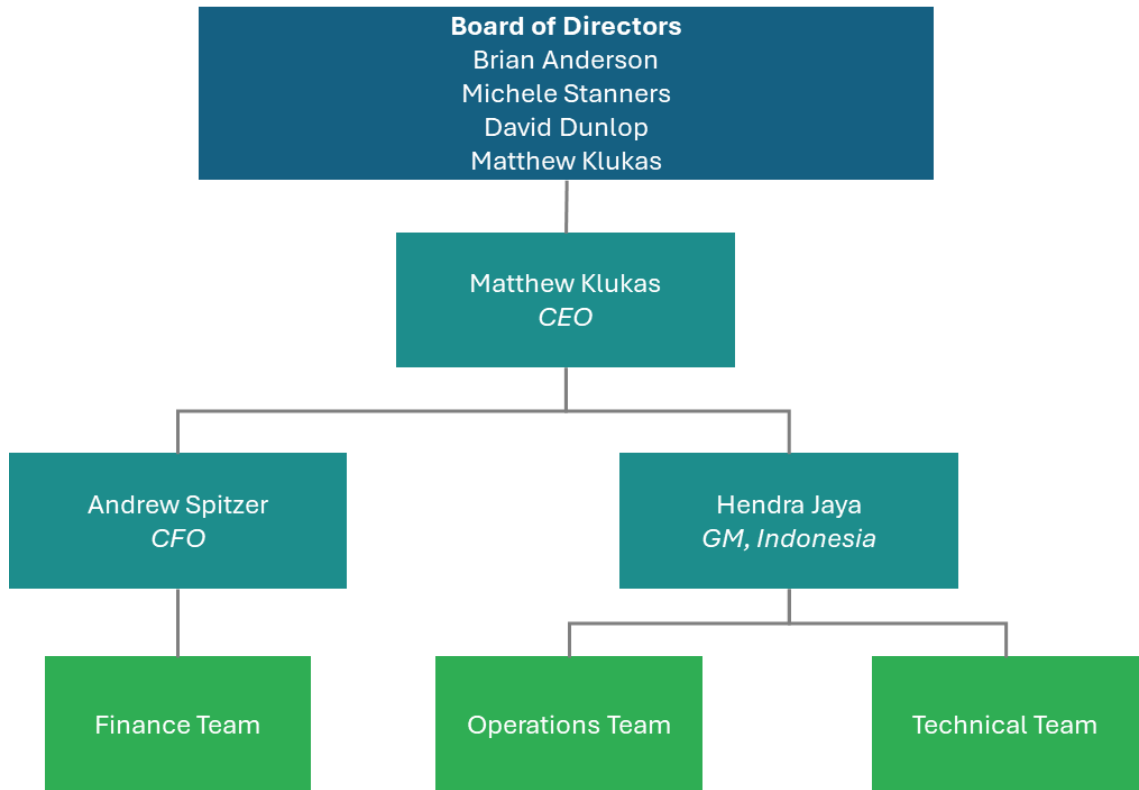 Board of Directors
Brian Anderson
Michele Stanners
David Dunlop
Matthew Klukas
Matthew Klukas
CEO
Andrew Spitzer
CFO
Hendra Jaya
GM, Indonesia
Finance Team
Operations Team
Technical Team